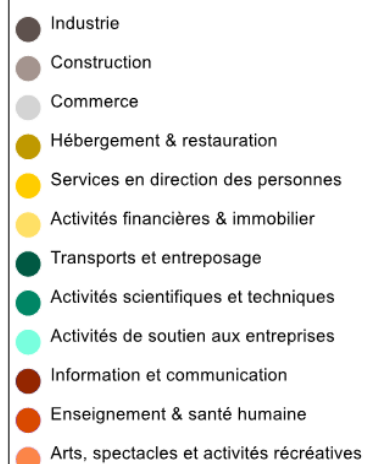 Industrie
Construction
Commerce
Hébergement & restauration
Services en direction des personnes
Activités financières & immobilier
Transports et entreposage
Activités scientifiques et techniques
Activités de soutien aux entreprises
Information et communication
Enseignement & santé humaine
Arts, spectacles et activités récréatives